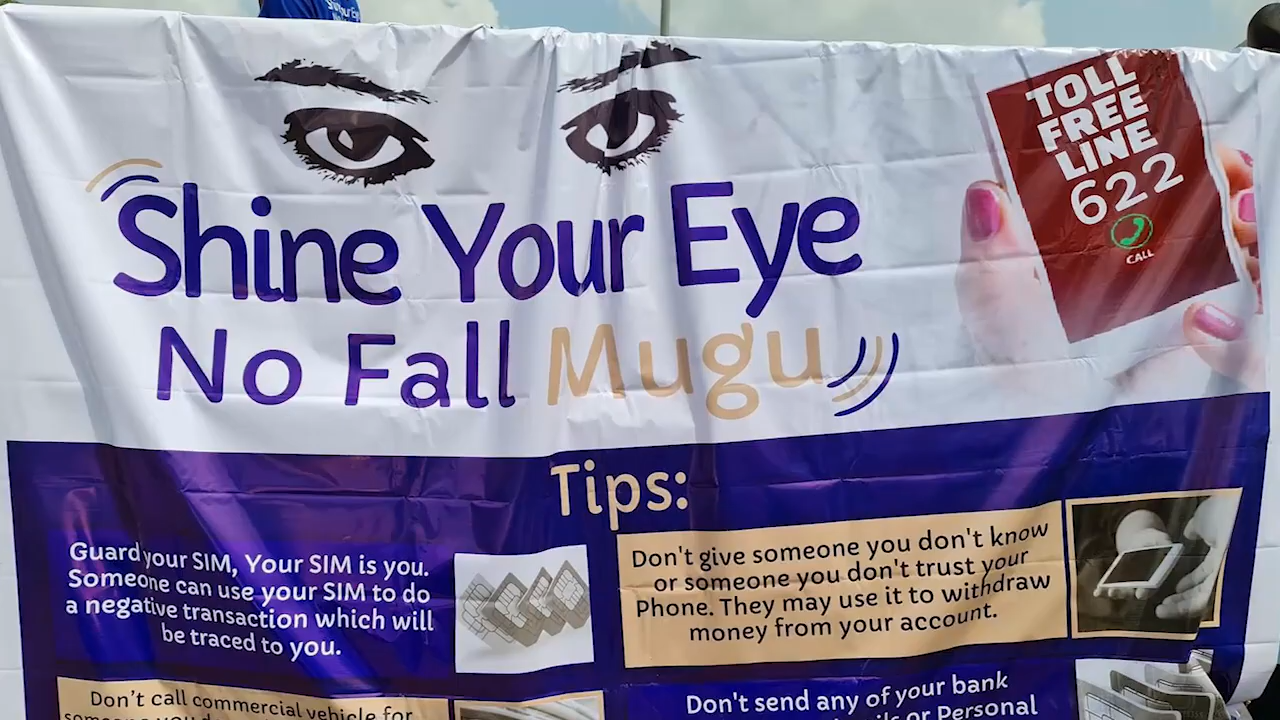 Shine Your Eye
No Fall Mugu
TOLL
FREE
LINE
622
CALL
Tips:
Guard your SIM, Your SIM is you.
Someone can use your SIM to do
a negative transaction which will
be traced to you.
Don't give someone you don't know
or someone you don't trust your
Phone. They may use it to withdraw
money from your account.
Don't call commercial vehicle for
Don't send any of your bank
or Personal